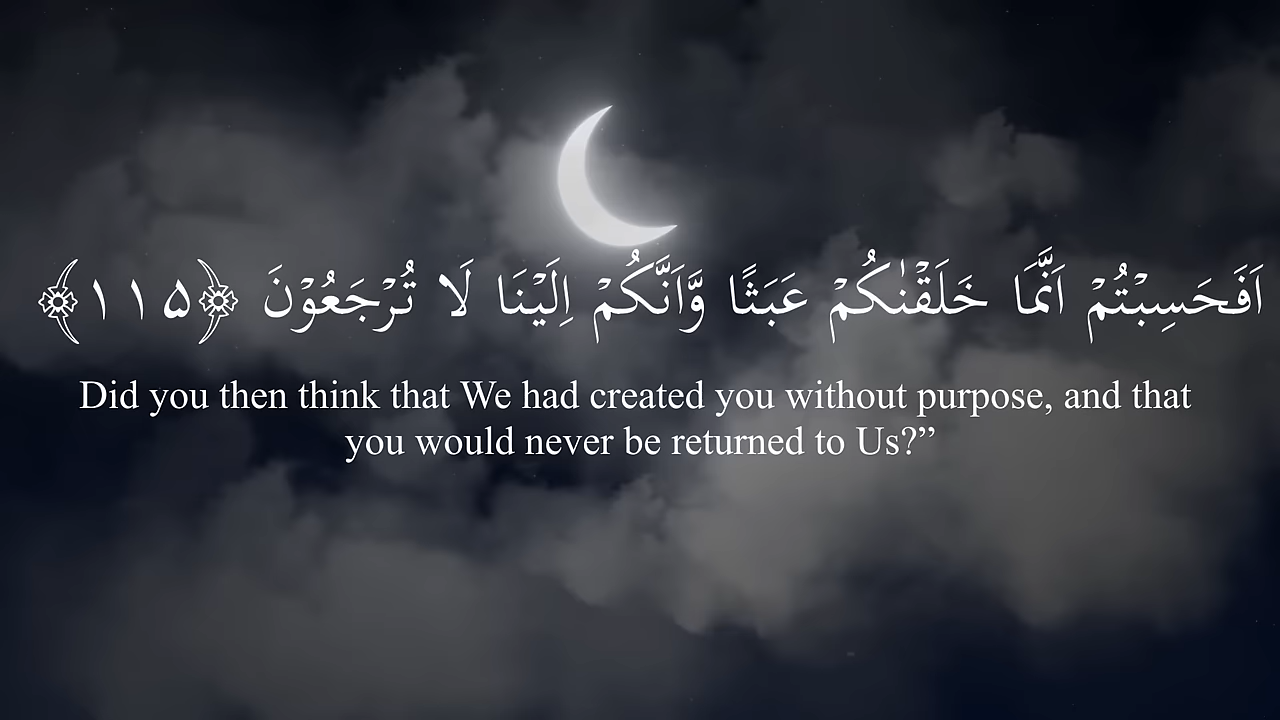 اَفَحَسِبْتُمْ اَنَّمَا خَلَقْنٰكُمْ عَبَثًا وَّاَنَّكُمْ اِلَيْنَا لَا تُرْجَعُوْنَ ﴿۱۱۵﴾
Did you then think that We had created you without purpose, and that
you would never be returned to Us?”